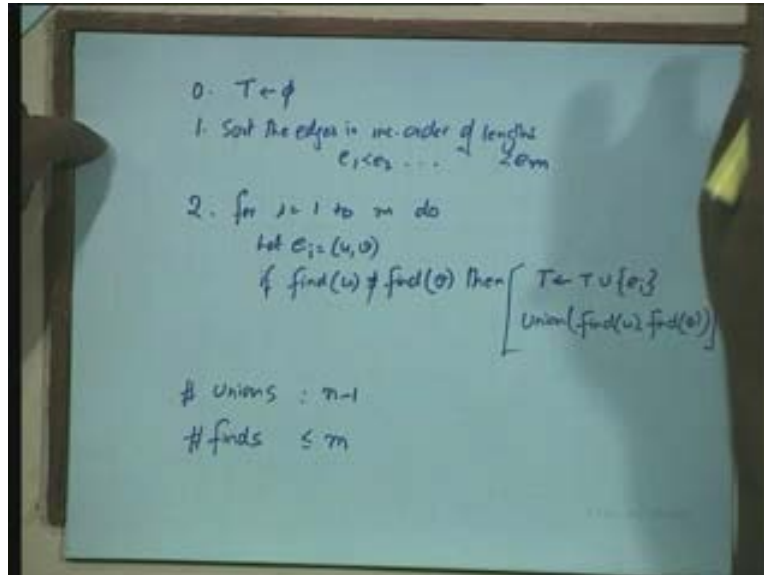 0. T ← φ
1. Sort the edges in inc. order of lengths
e₁ < e₂ . . . < eₘ
2. for i = 1 to m do
Let eᵢ = (u, v)
if find(u) ≠ find(v) then [ T ← T ∪ {eᵢ}
Union(find(u), find(v)) ]
# Unions : n-1
# finds ≤ m